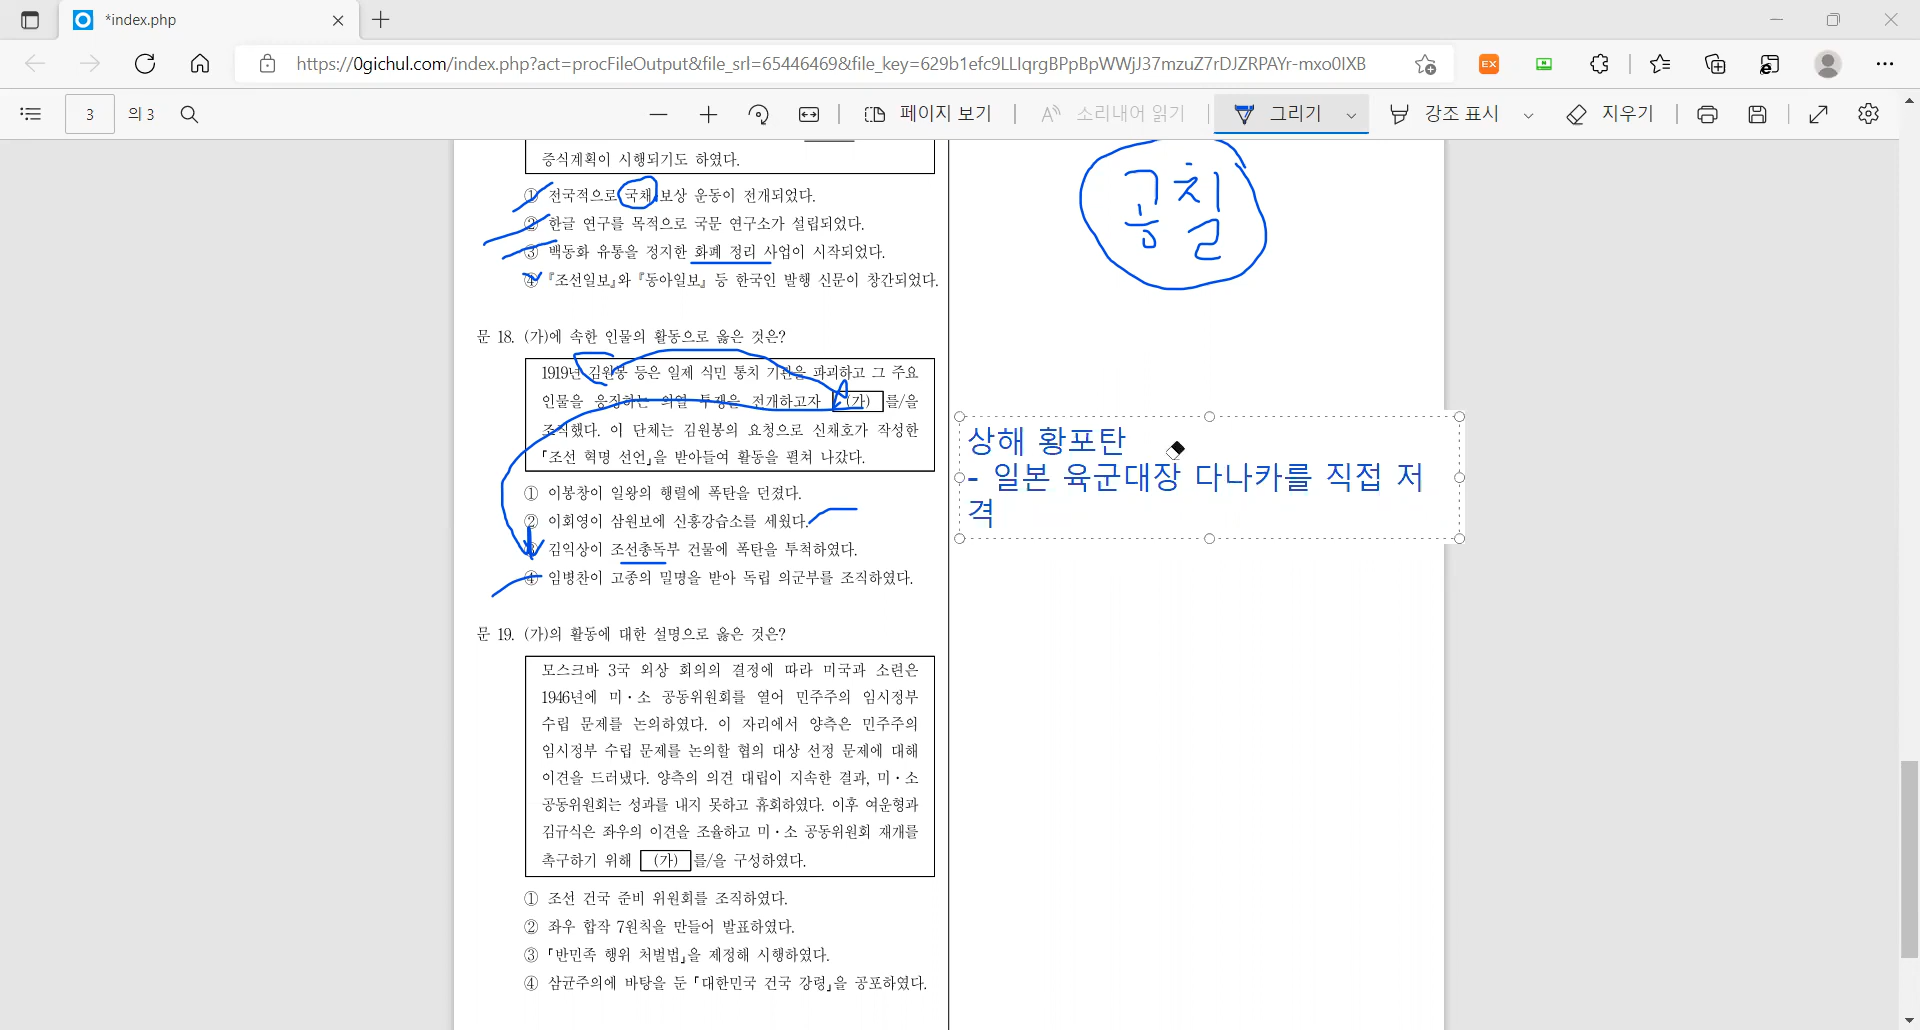 *index.php
https://0gichul.com/index.php?act=procFileOutput&file_srl=65446469&file_key=629b1efc9LLIqrgBPpBpWWjJ37mzuZ7rDJZRPAYr-mxo0IXB
EX
N
3 의 3
페이지 보기
소리내어 읽기
그리기
강조 표시
지우기
증식계획이 시행되기도 하였다.
① 전국적으로 국채 보상 운동이 전개되었다.
② 한글 연구를 목적으로 국문 연구소가 설립되었다.
③ 백동화 유통을 정지한 화폐 정리 사업이 시작되었다.
④ 『조선일보』와 『동아일보』 등 한국인 발행 신문이 창간되었다.
문 18. (가)에 속한 인물의 활동으로 옳은 것은?
1919년 김원봉 등은 일제 식민 통치 기관을 파괴하고 그 주요
인물을 응징하는 의열 투쟁을 전개하고자 (가) 를/을
조직했다. 이 단체는 김원봉의 요청으로 신채호가 작성한
「조선 혁명 선언」을 받아들여 활동을 펼쳐 나갔다.
① 이봉창이 일왕의 행렬에 폭탄을 던졌다.
② 이회영이 삼원보에 신흥강습소를 세웠다.
③ 김익상이 조선총독부 건물에 폭탄을 투척하였다.
④ 임병찬이 고종의 밀명을 받아 독립 의군부를 조직하였다.
문 19. (가)의 활동에 대한 설명으로 옳은 것은?
모스크바 3국 외상 회의의 결정에 따라 미국과 소련은
1946년에 미·소 공동위원회를 열어 민주주의 임시정부
수립 문제를 논의하였다. 이 자리에서 양측은 민주주의
임시정부 수립 문제를 논의할 협의 대상 선정 문제에 대해
이견을 드러냈다. 양측의 의견 대립이 지속한 결과, 미·소
공동위원회는 성과를 내지 못하고 휴회하였다. 이후 여운형과
김규식은 좌우의 이견을 조율하고 미·소 공동위원회 재개를
촉구하기 위해 (가) 를/을 구성하였다.
① 조선 건국 준비 위원회를 조직하였다.
② 좌우 합작 7원칙을 만들어 발표하였다.
③ 「반민족 행위 처벌법」을 제정해 시행하였다.
④ 삼균주의에 바탕을 둔 「대한민국 건국 강령」을 공포하였다.
공칠
상해 황포탄
- 일본 육군대장 다나카를 직접 저
격